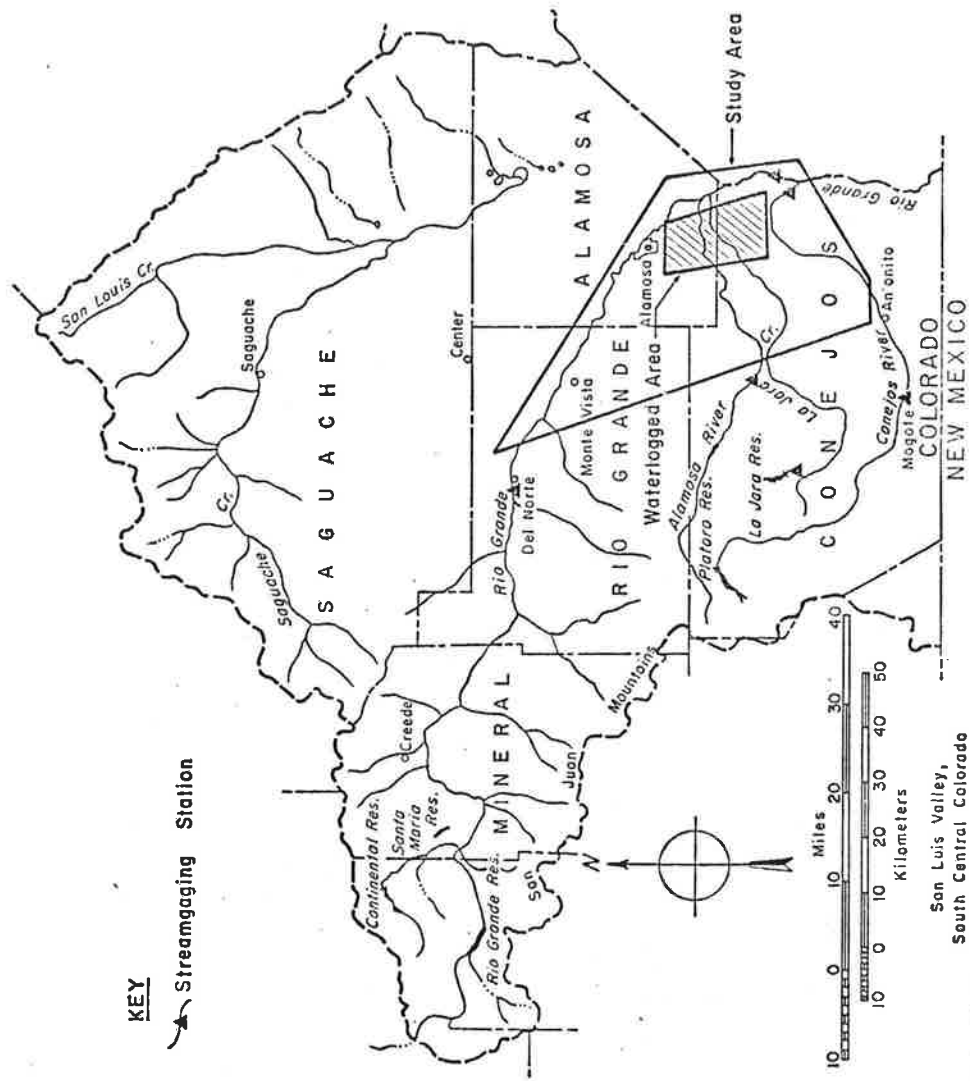 KEY
Streamgaging Station
San Louis Cr.
Saguache
Cr.
Saguache
SAGUACHE
Center
ALAMOSA
Study Area
Continental Res.
Santa
Maria
Res.
Creede
Rio Grande Res.
MINERAL
San
Juan
Mountains
Rio
Grande
Del Norte
Monte Vista
RIO GRANDE
Waterlogged Area
Alamosa
Alamosa River
Platoro Res.
La Jara Res.
La Jara
Cr.
CONEJOS
Conejos River
Mogote
An'onito
Rio Grande
COLORADO
NEW MEXICO
N
Miles
10 0 10 20 30 40
10 0 10 20 30 40 50
Kilometers
San Luis Valley,
South Central Colorado